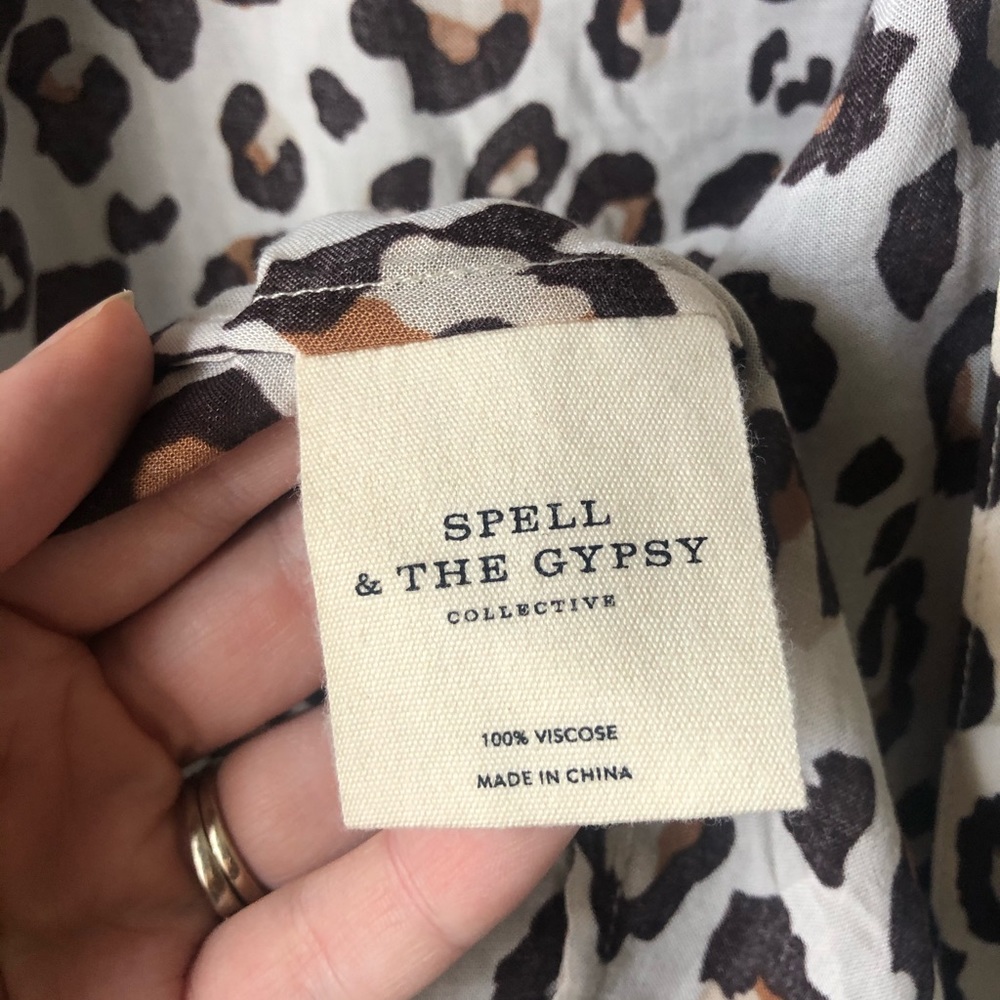 SPELL
& THE GYPSY
COLLECTIVE
100% VISCOSE
MADE IN CHINA